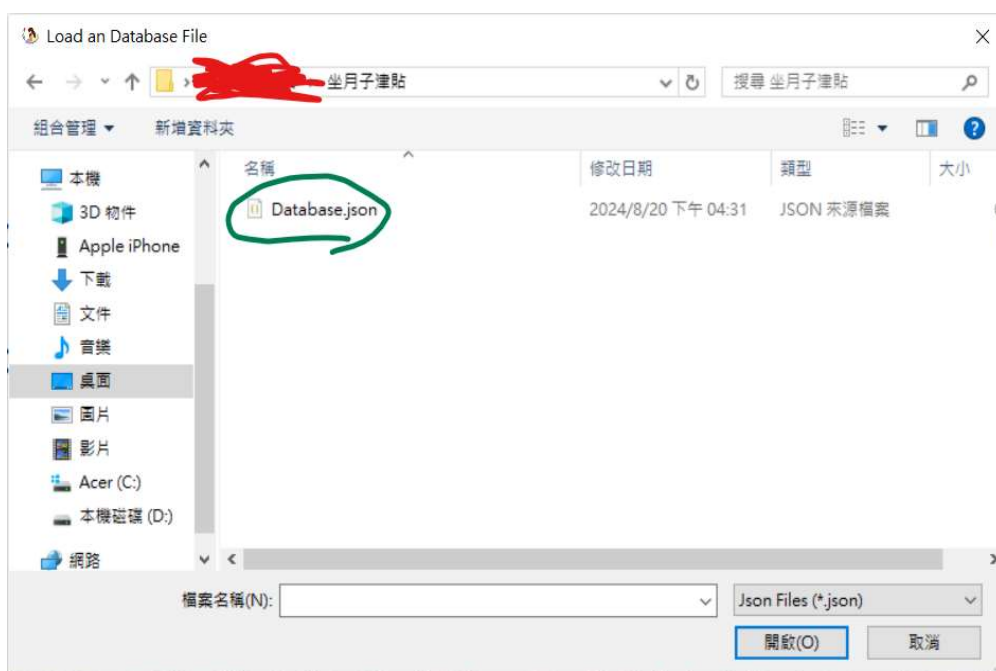 Load an Database File
坐月子津貼
搜尋 坐月子津貼
組合管理
新增資料夾
本機
3D 物件
Apple iPhone
下載
文件
音樂
桌面
圖片
影片
Acer (C:)
本機磁碟 (D:)
網路
名稱 修改日期 類型 大小
Database.json 2024/8/20 下午 04:31 JSON 來源檔案
檔案名稱(N):
Json Files (*.json)
開啟(O) 取消